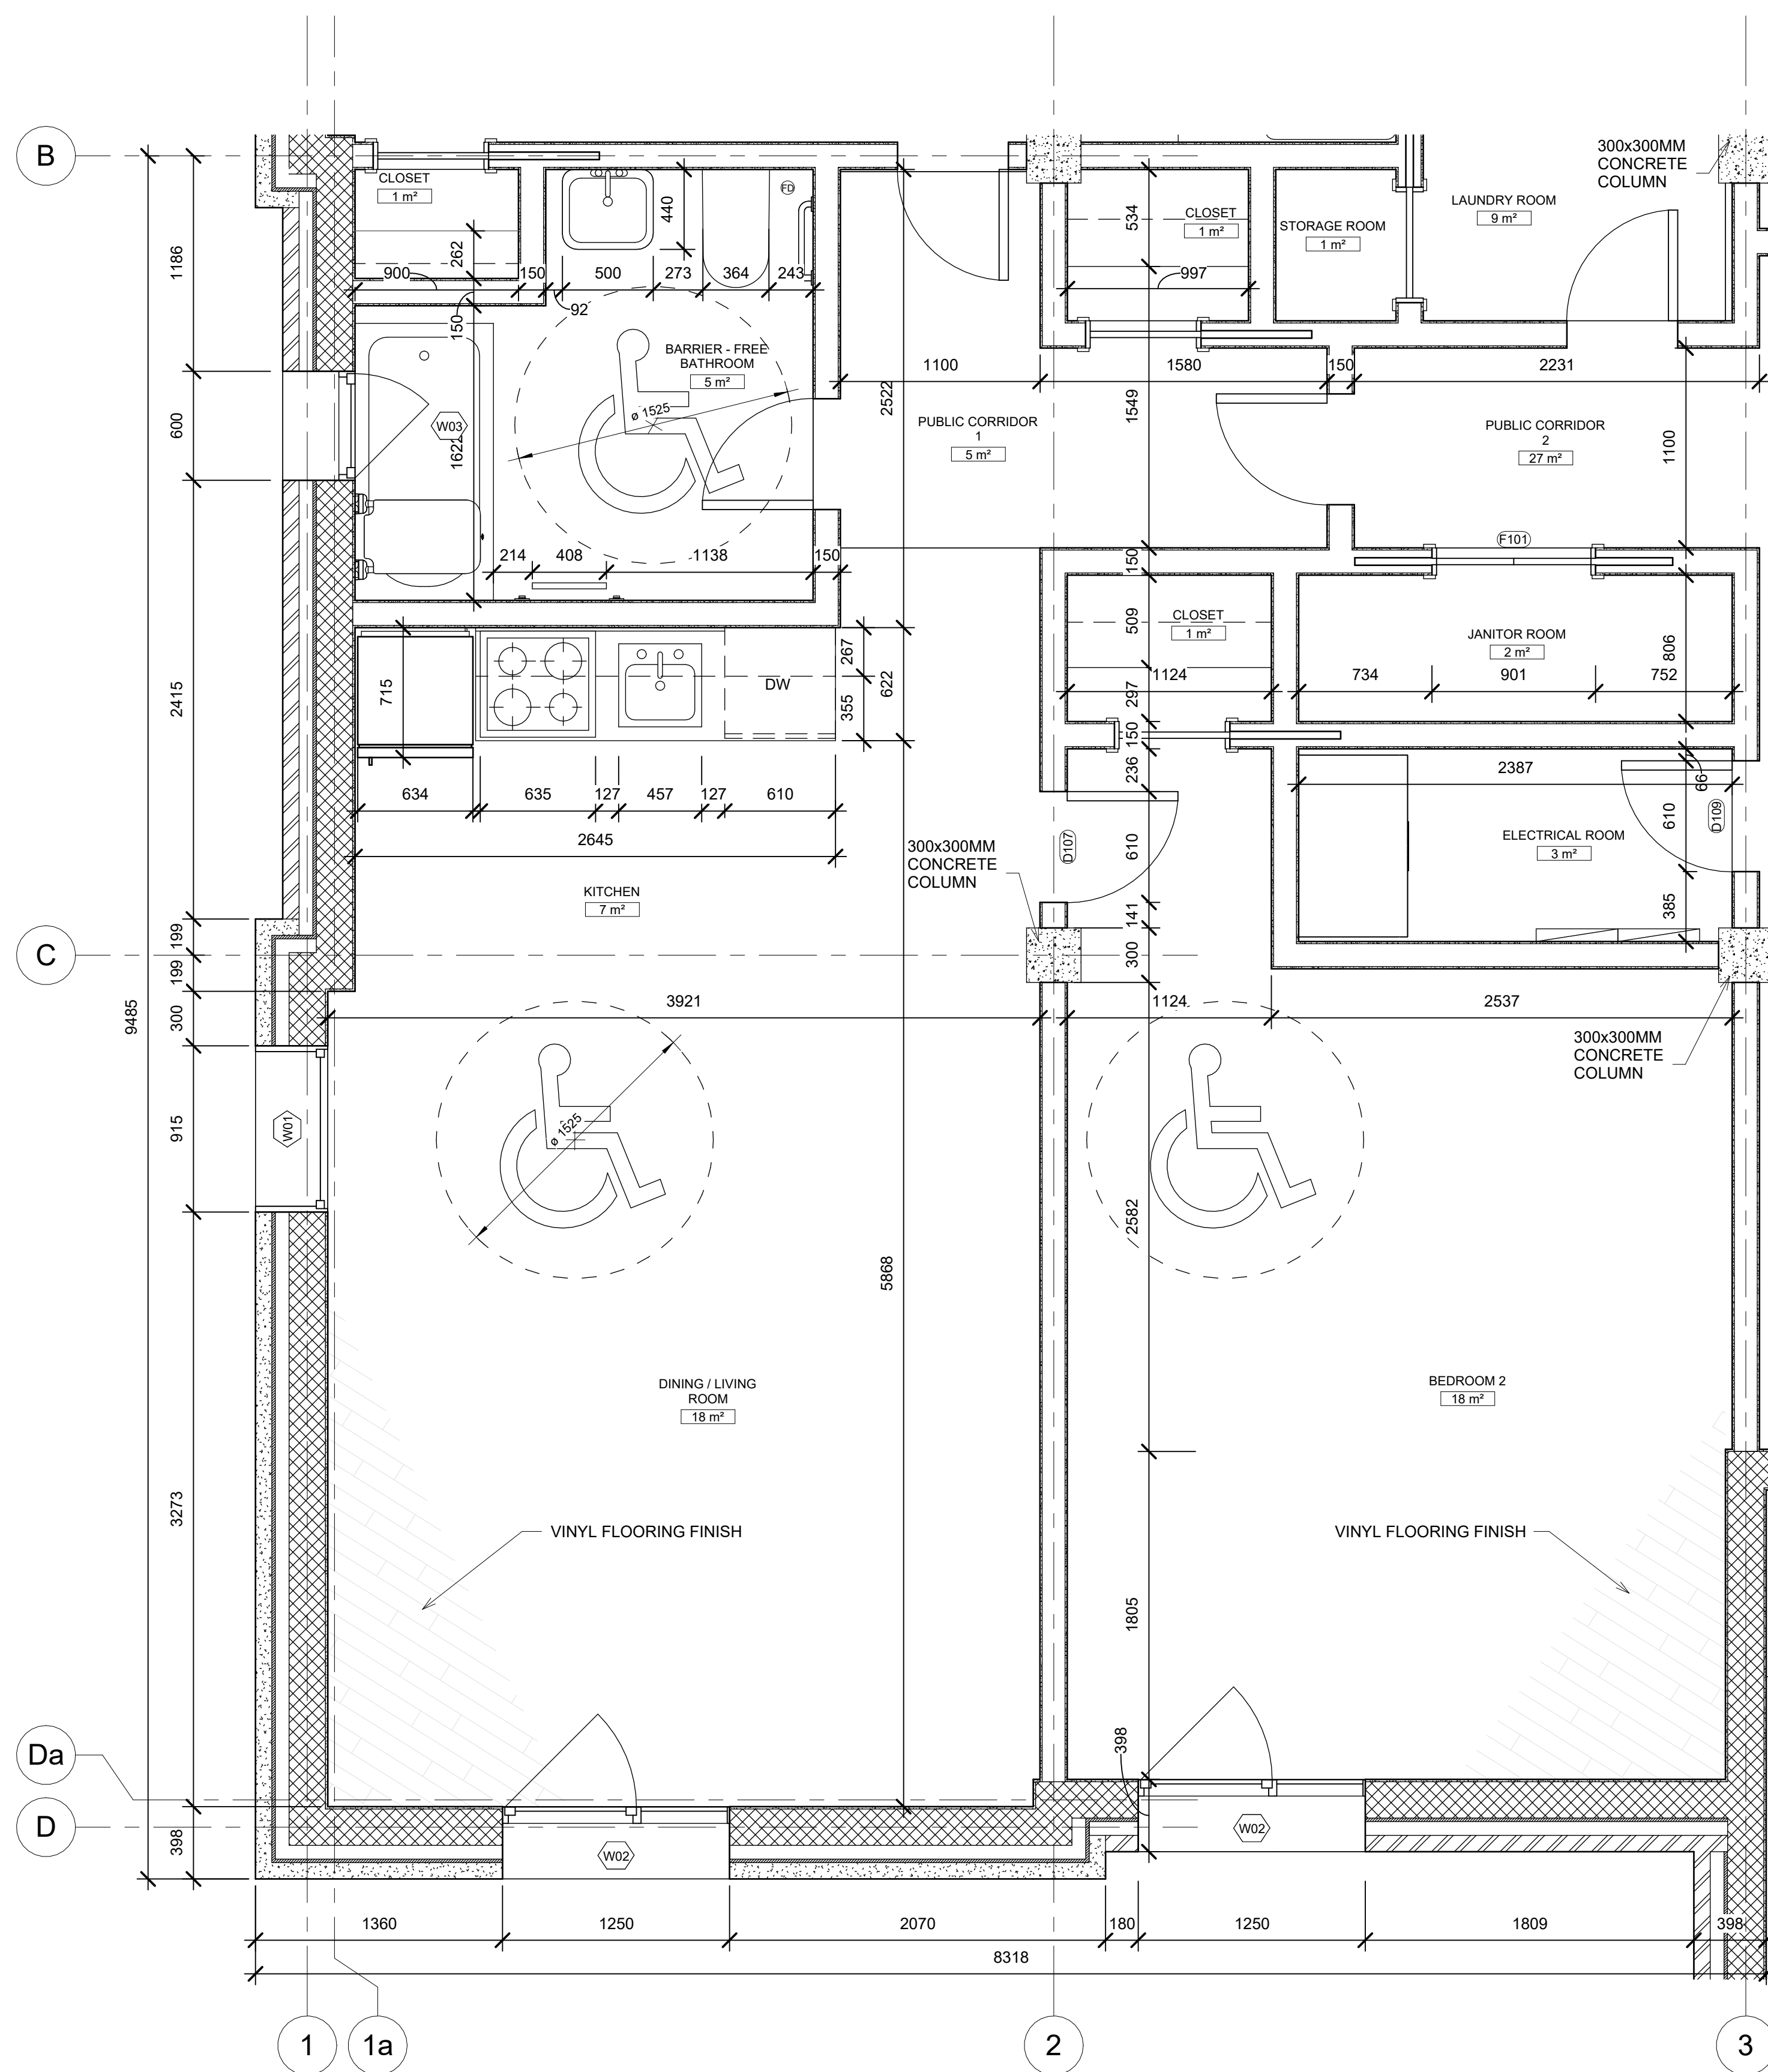 B
300x300MM
CONCRETE
COLUMN
CLOSET
1 m²
FD
LAUNDRY ROOM
9 m²
CLOSET
1 m²
STORAGE ROOM
1 m²
440
534
1186
262
900
150
500
273
364
243
997
92
150
BARRIER - FREE
BATHROOM
5 m²
ø 1525
1100
1580
150
2231
2522
1549
600
W03
1622
PUBLIC CORRIDOR
1
5 m²
PUBLIC CORRIDOR
2
27 m²
1100
F101
214
408
1138
150
150
CLOSET
1 m²
509
JANITOR ROOM
2 m²
806
267
622
355
715
DW
2415
1124
297
734
901
752
150
236
2387
66
634
635
127
457
127
610
2645
610
D107
610
D109
ELECTRICAL ROOM
3 m²
300x300MM
CONCRETE
COLUMN
KITCHEN
7 m²
141
385
199
C
199
300
9485
300
3921
1124
2537
300x300MM
CONCRETE
COLUMN
915
W01
ø 1525
2582
5868
DINING / LIVING
ROOM
18 m²
BEDROOM 2
18 m²
3273
VINYL FLOORING FINISH
VINYL FLOORING FINISH
1805
398
Da
D
398
W02
W02
1360
1250
2070
180
1250
1809
398
8318
1
1a
2
3